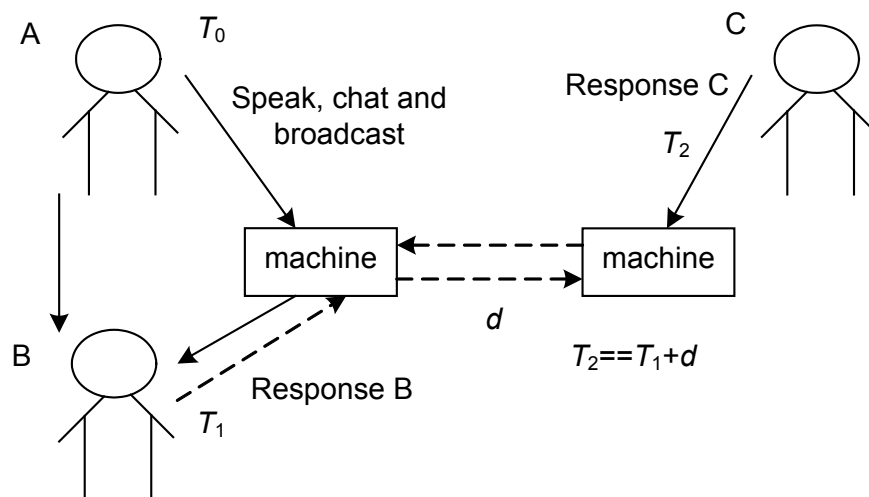 A
T0
C
Speak, chat and
broadcast
Response C
T2
machine
machine
d
B
T2==T1+d
Response B
T1